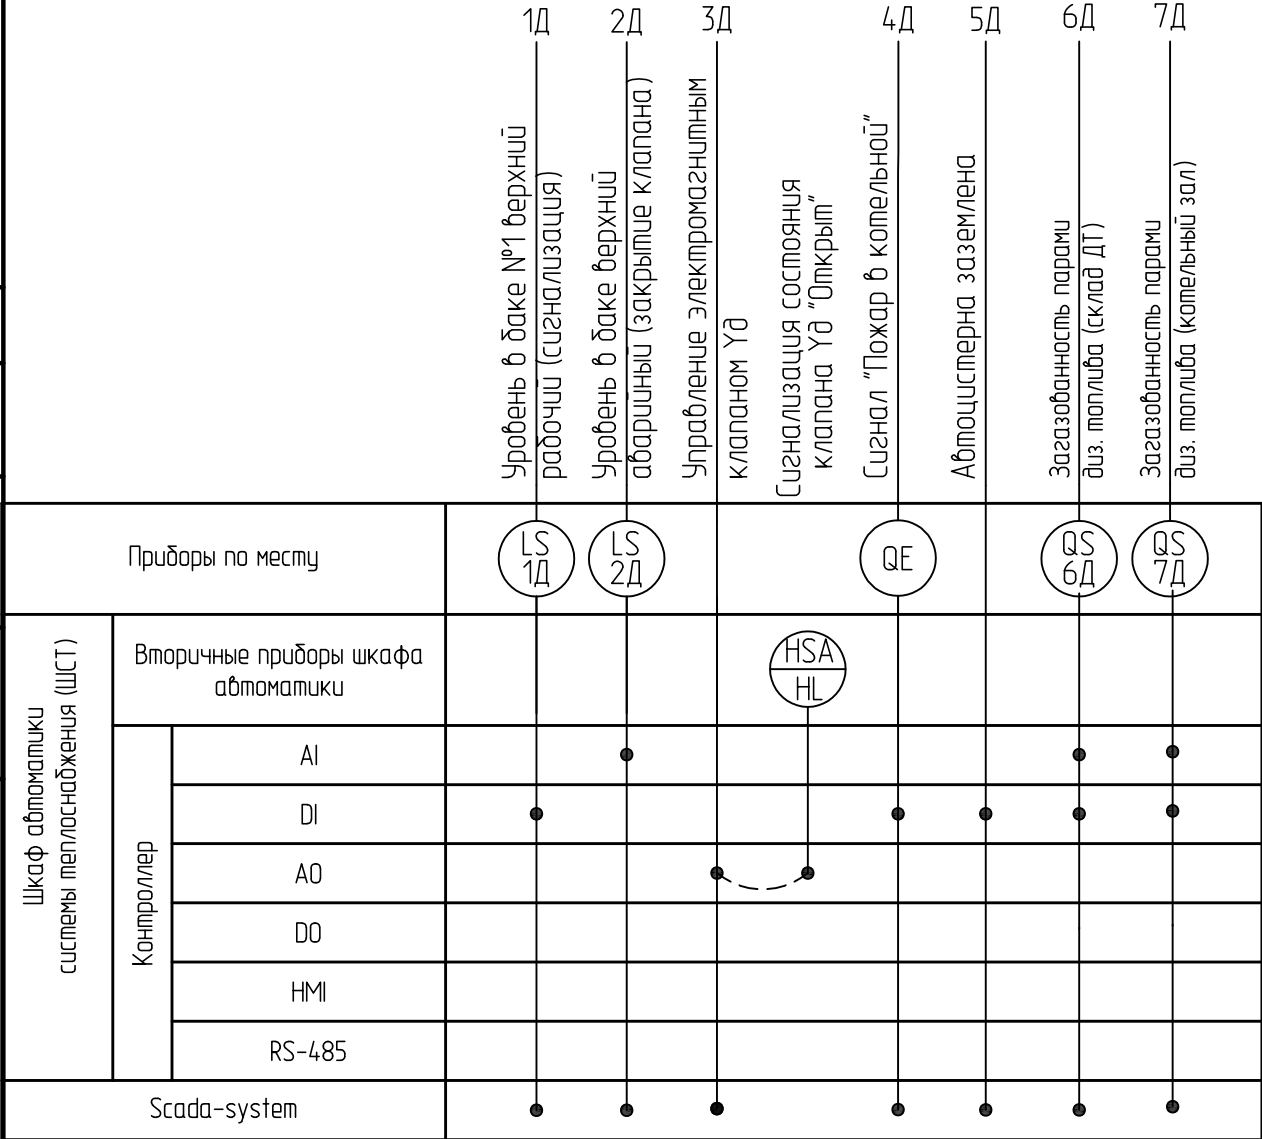 1Д
2Д
3Д
4Д
5Д
6Д
7Д
Уровень в баке №1 верхний
рабочий (сигнализация)
Уровень в баке верхний
аварийный (закрытие клапана)
Управление электромагнитным
клапаном Yд
Сигнализация состояния
клапана Yд "Открыт"
Сигнал "Пожар в котельной"
Автоцистерна заземлена
Загазованность парами
диз. топлива (склад ДТ)
Загазованность парами
диз. топлива (котельный зал)
Приборы по месту
LS
1Д
LS
2Д
QE
QS
6Д
QS
7Д
Шкаф автоматики
системы теплоснабжения (ШСТ)
Вторичные приборы шкафа
автоматики
HSA
HL
Контроллер
AI
DI
AO
DO
HMI
RS-485
Scada-system